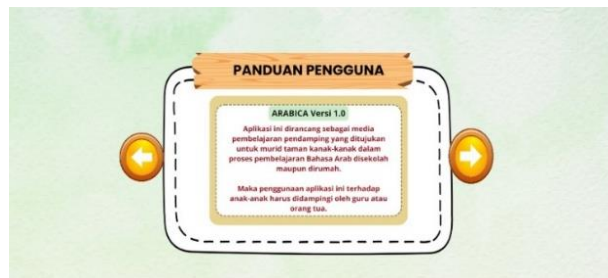 PANDUAN PENGGUNA
ARABICA Versi 1.0
Aplikasi ini dirancang sebagai media
pembelajaran pendamping yang ditujukan
untuk murid taman kanak-kanak dalam
proses pembelajaran Bahasa Arab disekolah
maupun dirumah.
Maka penggunaan aplikasi ini terhadap
anak-anak harus didampingi oleh guru atau
orang tua.